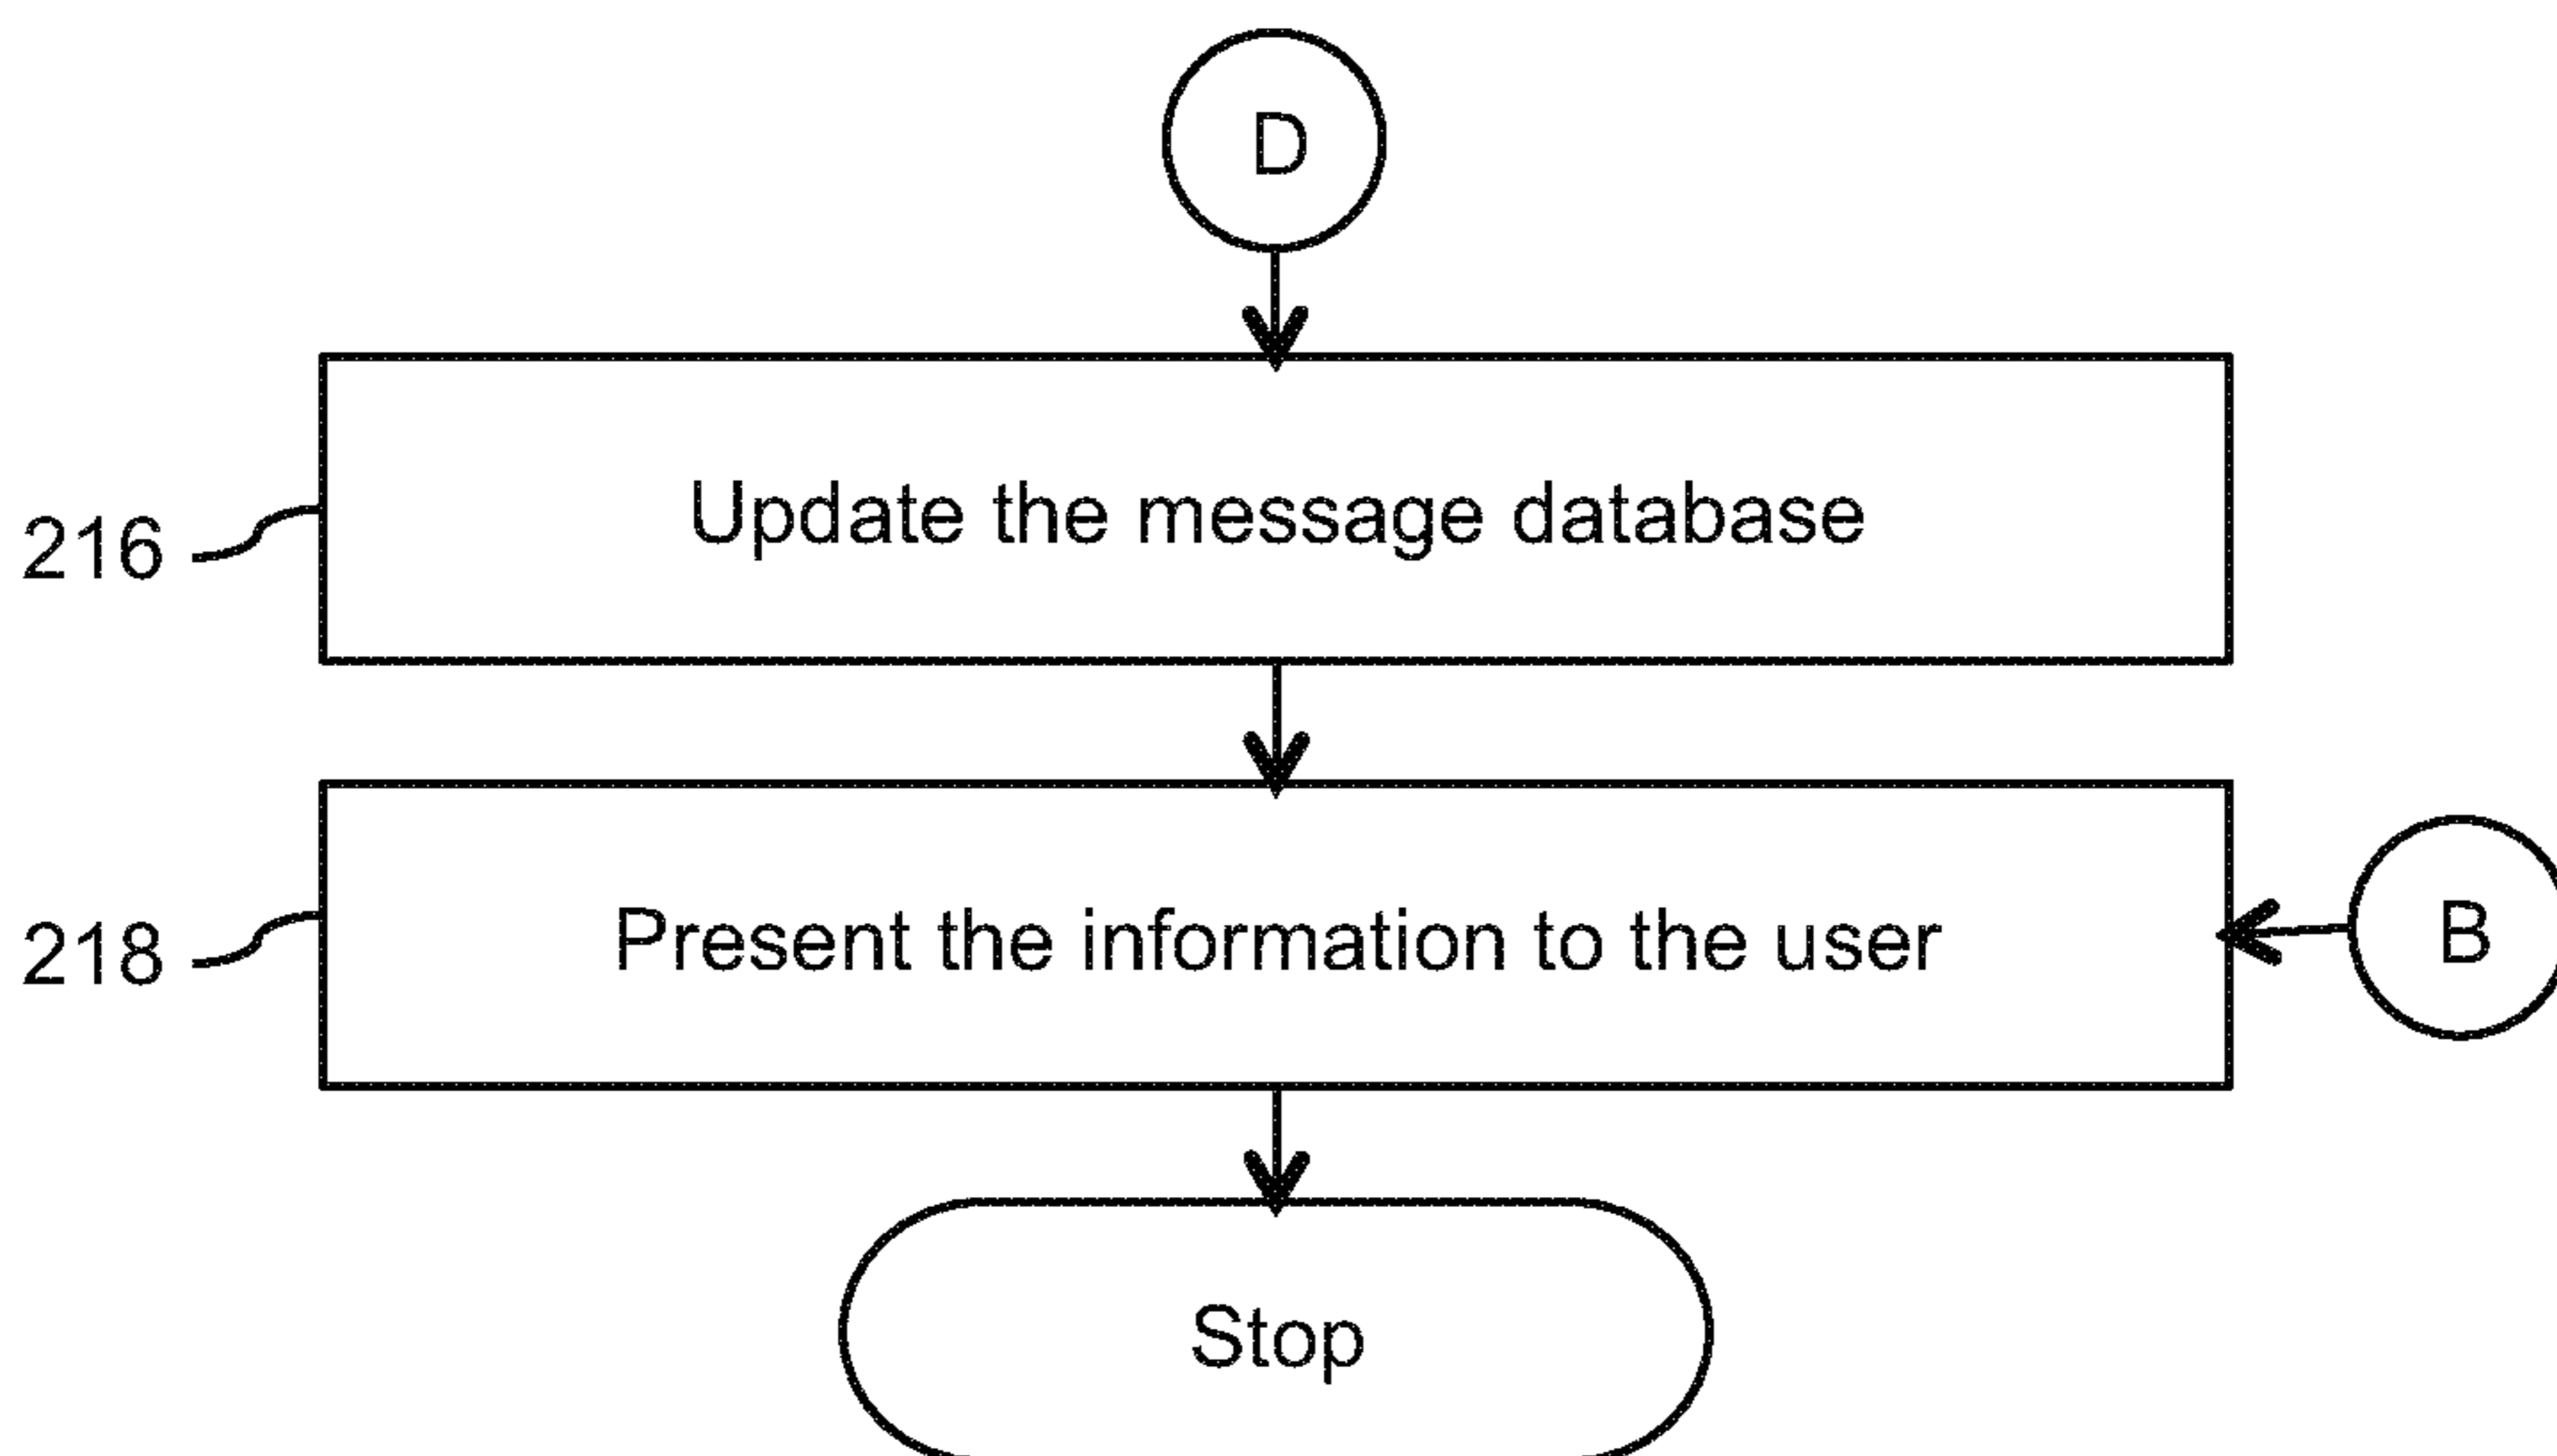 D
216
Update the message database
218
Present the information to the user
B
Stop